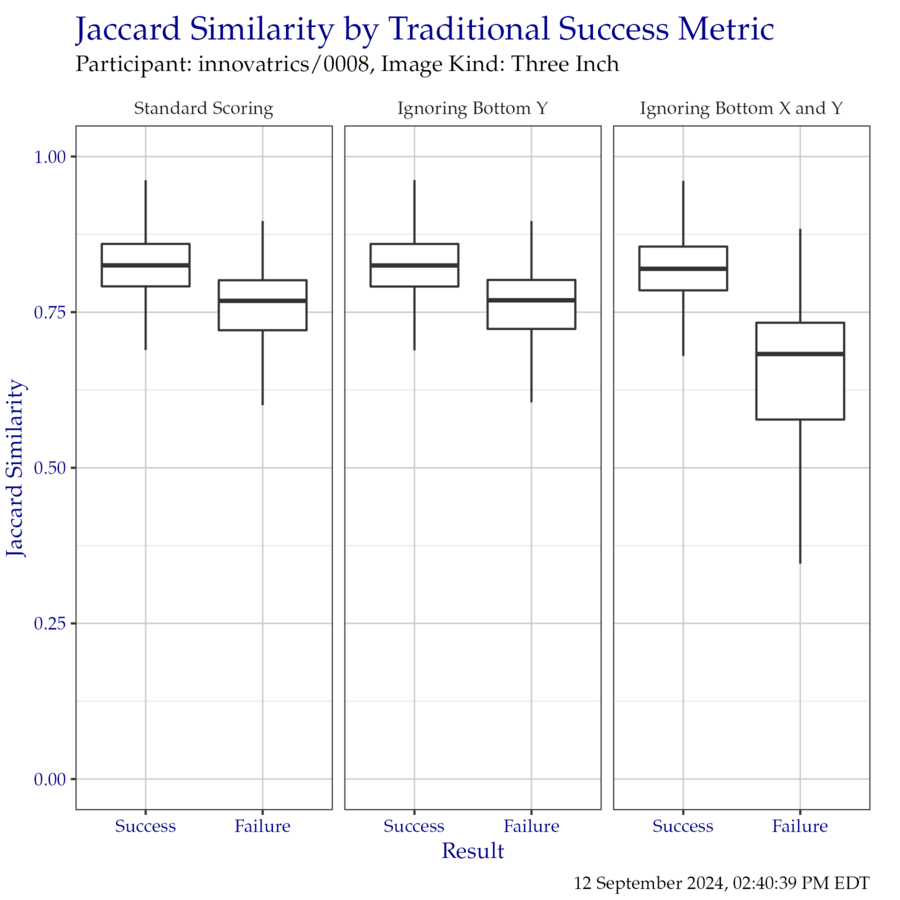 Jaccard Similarity by Traditional Success Metric
Participant: innovatrics/0008, Image Kind: Three Inch
Standard Scoring
Ignoring Bottom Y
Ignoring Bottom X and Y
Jaccard Similarity
1.00
0.75
0.50
0.25
0.00
Success Failure
Success Failure
Success Failure
Result
12 September 2024, 02:40:39 PM EDT